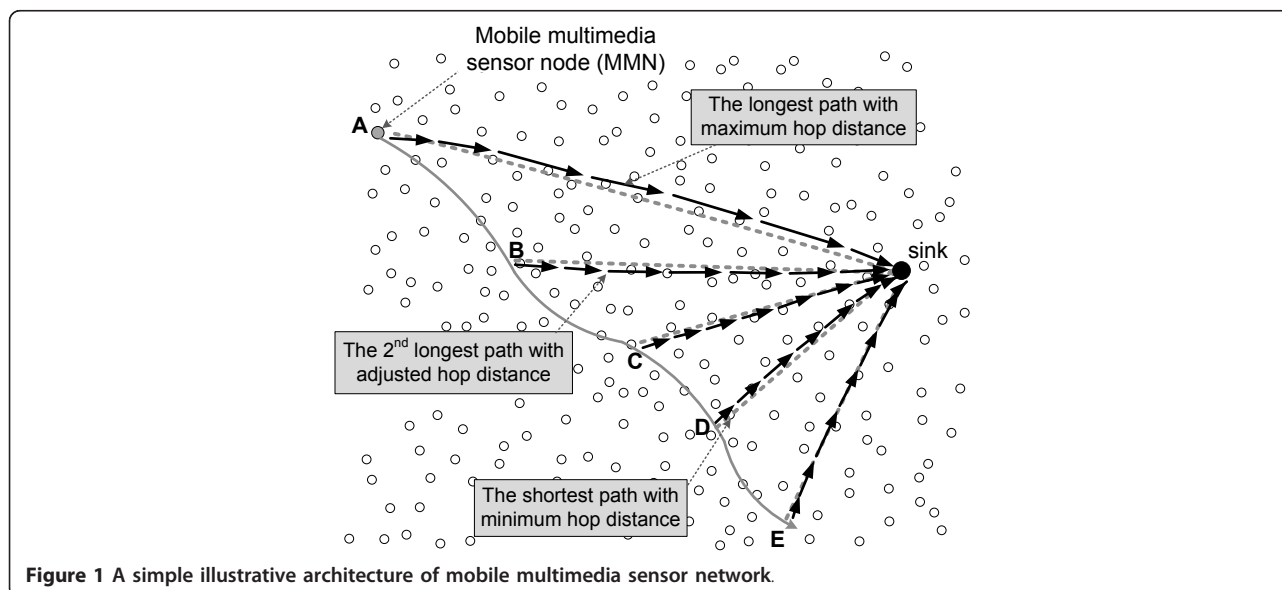 Mobile multimedia
sensor node (MMN)
The longest path with
maximum hop distance
A
B
sink
The 2nd longest path with
adjusted hop distance
C
D
The shortest path with
minimum hop distance
E
Figure 1 A simple illustrative architecture of mobile multimedia sensor network.